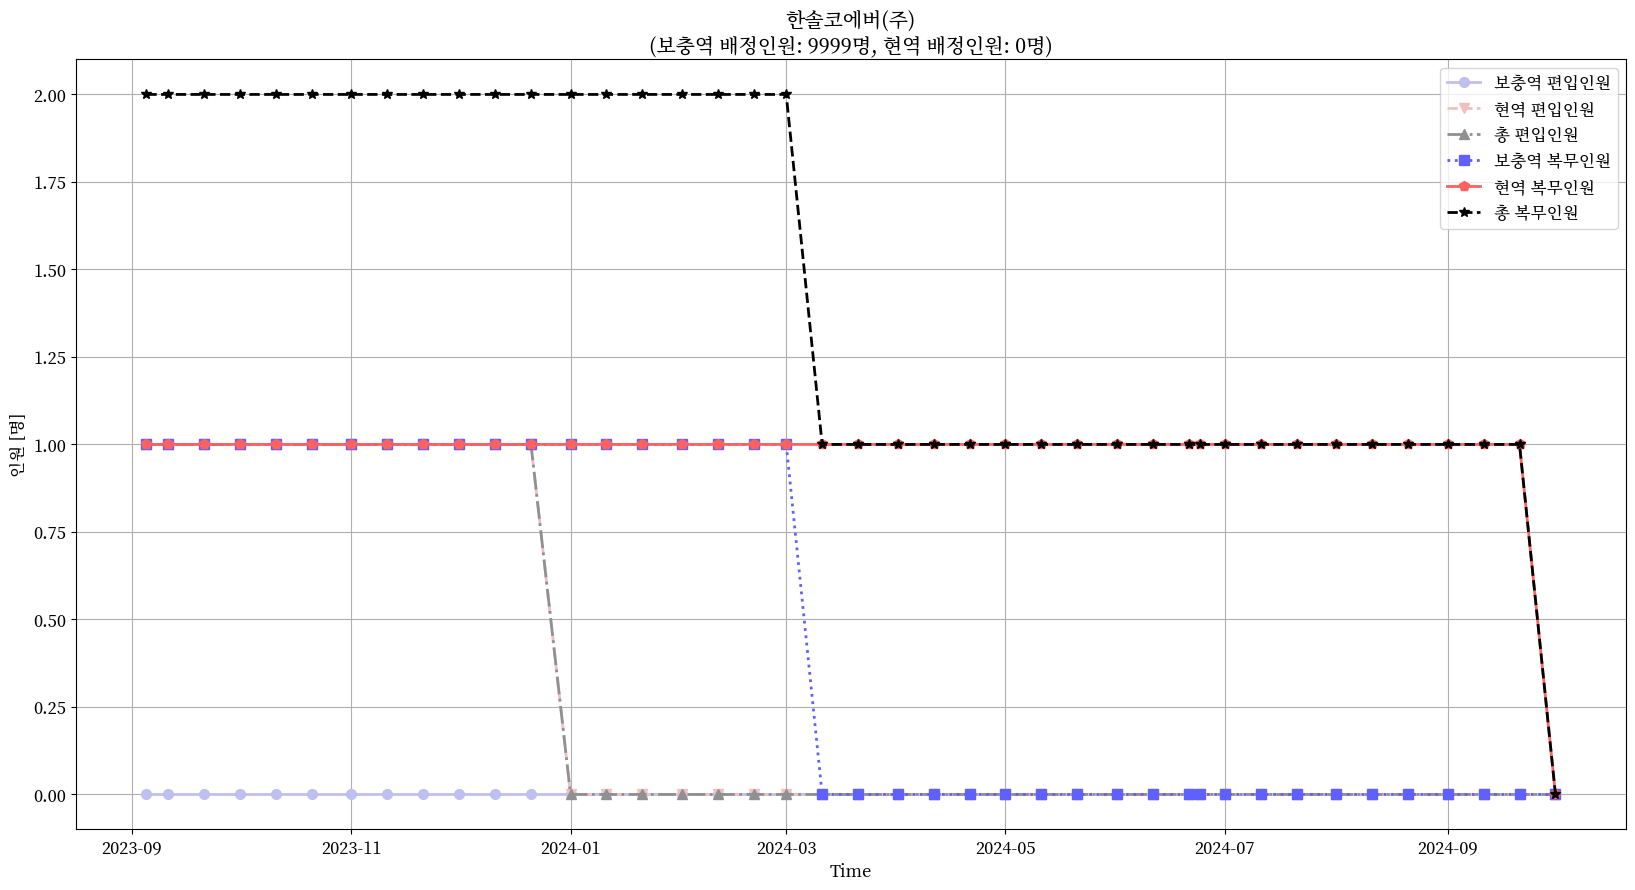 한솔코에버(주)
(보충역 배정인원: 9999명, 현역 배정인원: 0명)
보충역 편입인원
현역 편입인원
총 편입인원
보충역 복무인원
현역 복무인원
총 복무인원
인원 [명]
2.00
1.75
1.50
1.25
1.00
0.75
0.50
0.25
0.00
2023-09 2023-11 2024-01 2024-03 2024-05 2024-07 2024-09
Time